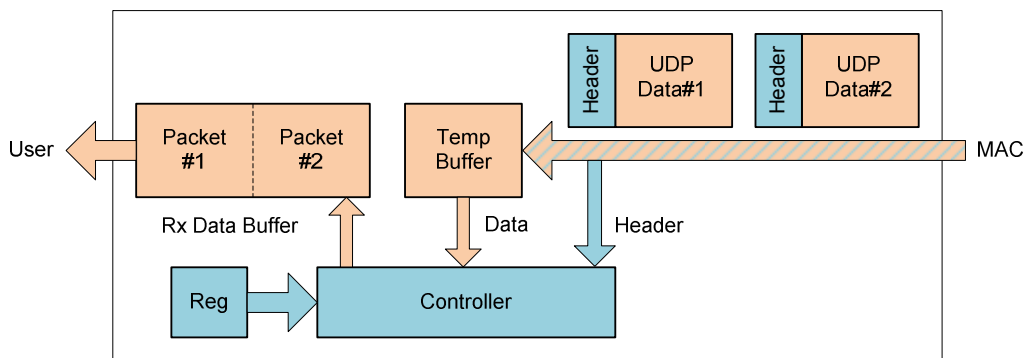 Header
UDP
Data#1
Header
UDP
Data#2
User
Packet
#1
Packet
#2
Temp
Buffer
MAC
Rx Data Buffer
Data
Header
Reg
Controller